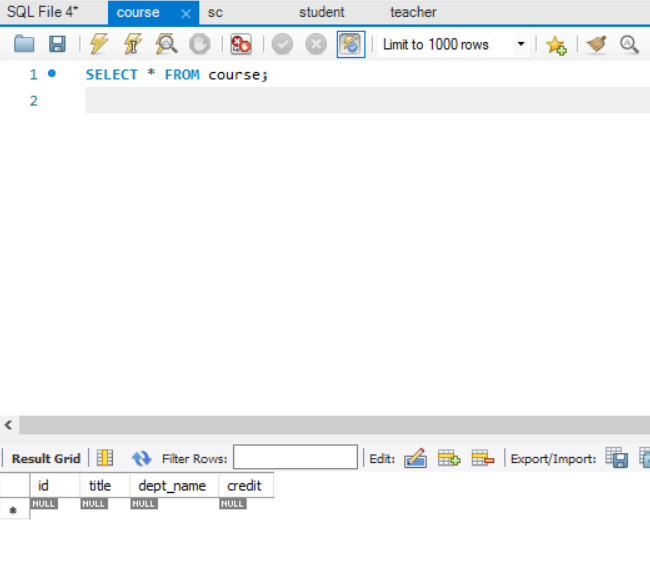 SQL File 4* course sc student teacher
Limit to 1000 rows
1 SELECT * FROM course;
2
Result Grid Filter Rows: Edit: Export/Import:
id title dept_name credit
NULL NULL NULL NULL